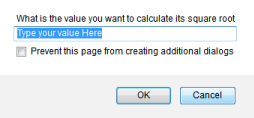 What is the value you want to calculate its square root
Type your value Here
Prevent this page from creating additional dialogs
OK Cancel